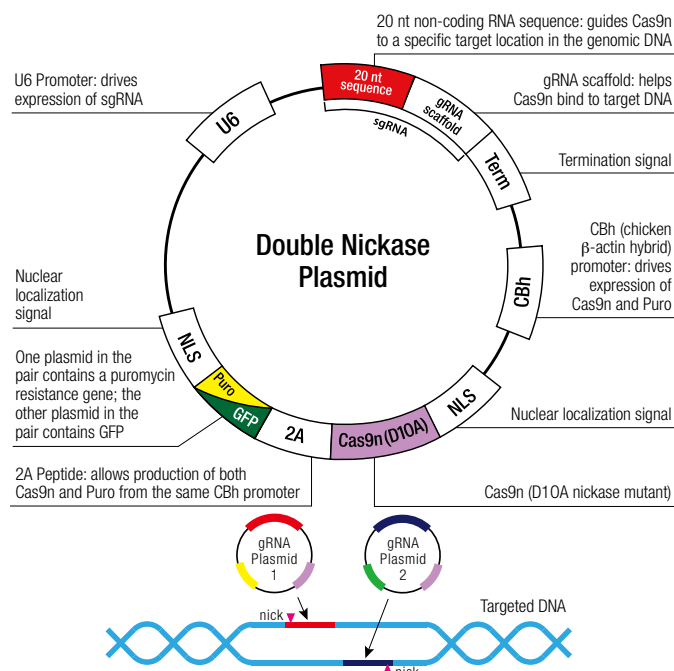 20 nt non-coding RNA sequence: guides Cas9n
to a specific target location in the genomic DNA
U6 Promoter: drives
expression of sgRNA
gRNA scaffold: helps
Cas9n bind to target DNA
20 nt
sequence
gRNA
scaffold
sgRNA
U6
Term
Termination signal
Double Nickase
Plasmid
CBh (chicken
β-actin hybrid)
promoter: drives
expression of
Cas9n and Puro
CBh
Nuclear
localization
signal
NLS
One plasmid in the
pair contains a puromycin
resistance gene; the
other plasmid in the
pair contains GFP
Puro
GFP
2A
Cas9n (D10A)
NLS
Nuclear localization signal
2A Peptide: allows production of both
Cas9n and Puro from the same CBh promoter
Cas9n (D10A nickase mutant)
gRNA
Plasmid
1
gRNA
Plasmid
2
Targeted DNA
nick
nick